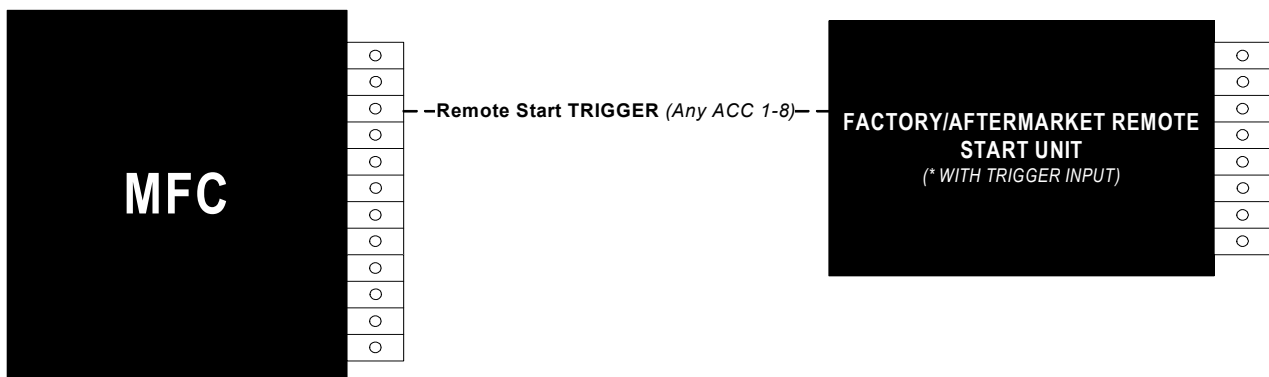 MFC
Remote Start TRIGGER (Any ACC 1-8)
FACTORY/AFTERMARKET REMOTE
START UNIT
(* WITH TRIGGER INPUT)